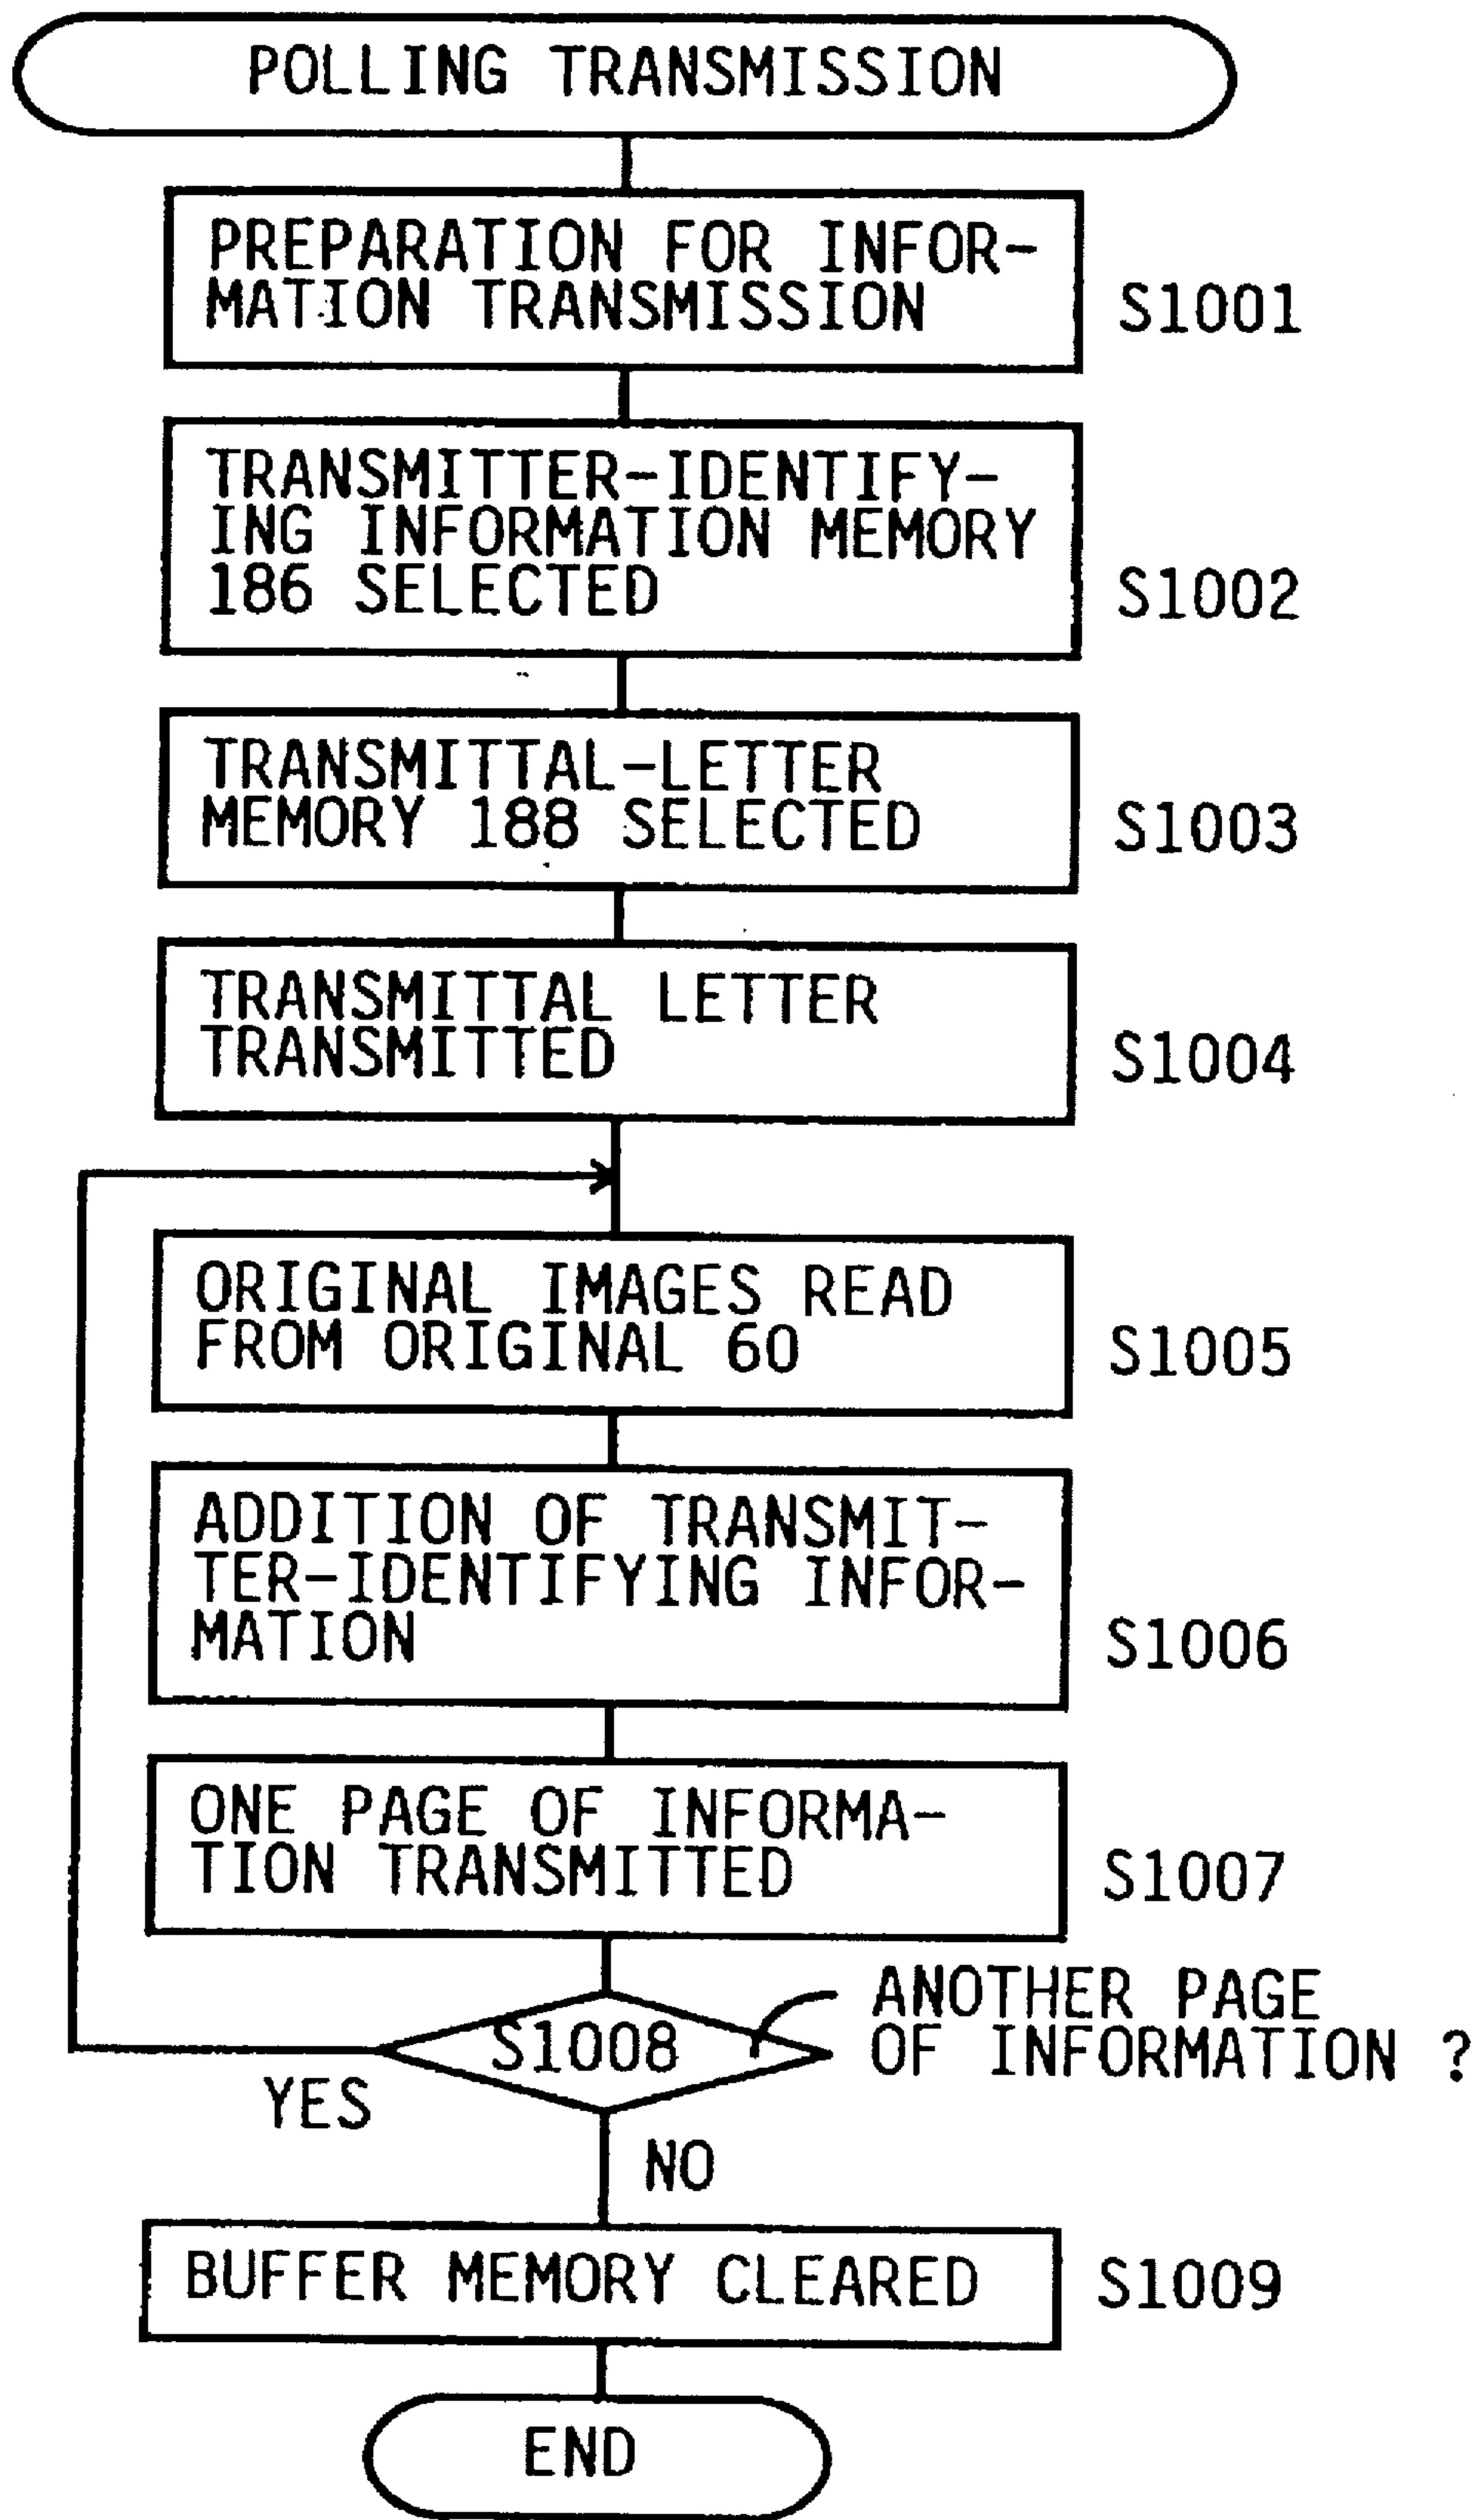 POLLING TRANSMISSION
PREPARATION FOR INFOR-
MATION TRANSMISSION
S1001
TRANSMITTER-IDENTIFY-
ING INFORMATION MEMORY
186 SELECTED
S1002
TRANSMITTAL-LETTER
MEMORY 188 SELECTED
S1003
TRANSMITTAL LETTER
TRANSMITTED
S1004
ORIGINAL IMAGES READ
FROM ORIGINAL 60
S1005
ADDITION OF TRANSMIT-
TER-IDENTIFYING INFOR-
MATION
S1006
ONE PAGE OF INFORMA-
TION TRANSMITTED
S1007
S1008
ANOTHER PAGE
OF INFORMATION ?
YES
NO
BUFFER MEMORY CLEARED
S1009
END